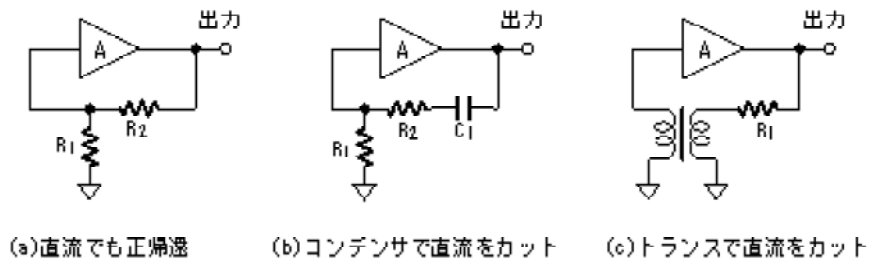 出力
A
R2
R1
(a)直流でも正帰還
出力
A
R2
C1
R1
(b)コンデンサで直流をカット
出力
A
R1
(c)トランスで直流をカット